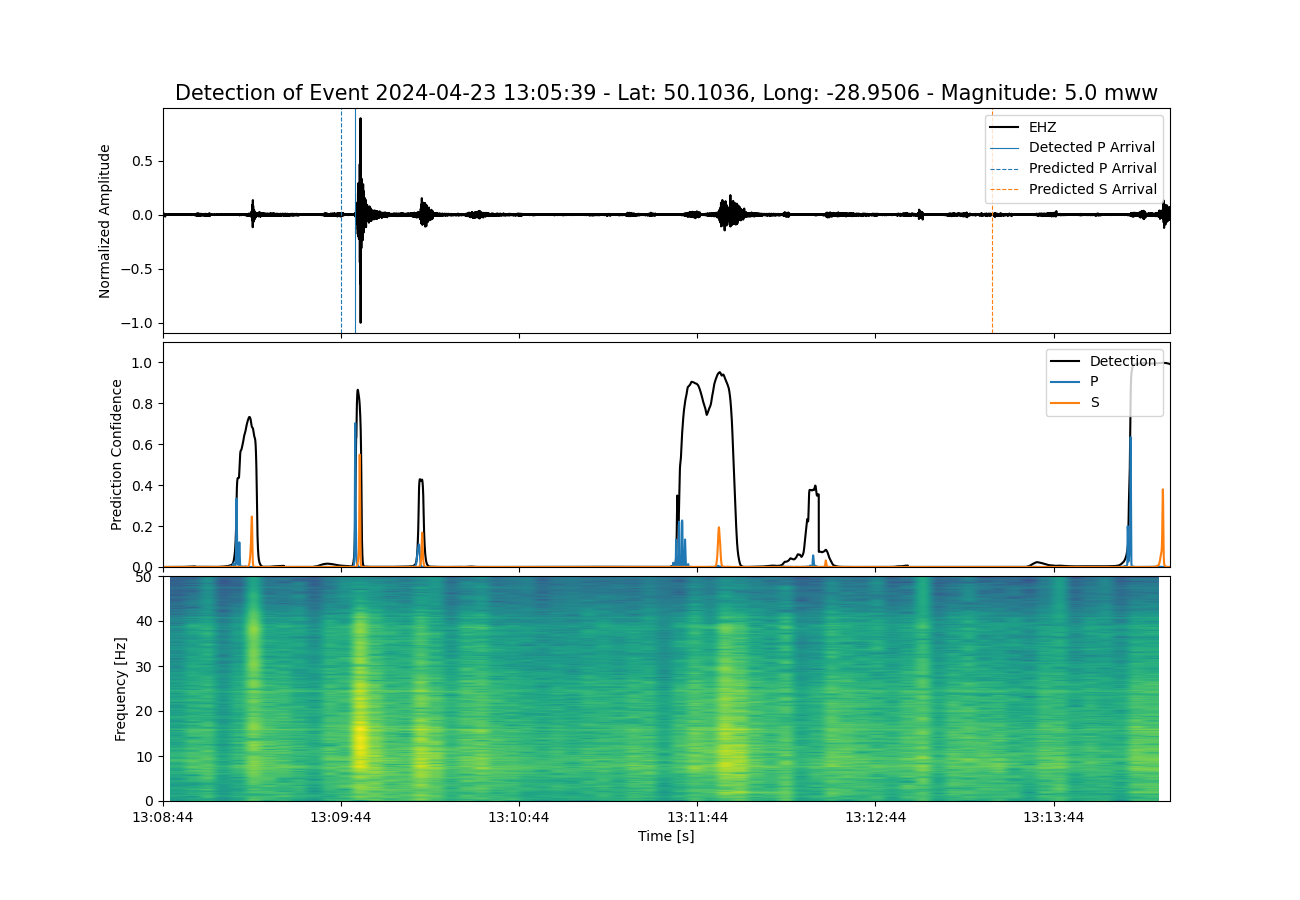 Detection of Event 2024-04-23 13:05:39 - Lat: 50.1036, Long: -28.9506 - Magnitude: 5.0 mww
Normalized Amplitude
0.5
0.0
−0.5
−1.0
EHZ
Detected P Arrival
Predicted P Arrival
Predicted S Arrival
Prediction Confidence
1.0
0.8
0.6
0.4
0.2
0.0
Detection
P
S
Frequency [Hz]
50
40
30
20
10
0
13:08:44 13:09:44 13:10:44 13:11:44 13:12:44 13:13:44
Time [s]